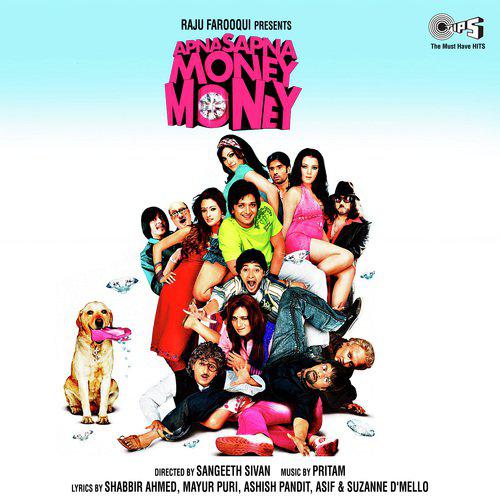 RAJU FAROOQUI PRESENTS
APNA SAPNA
MONEY
MONEY
TIPS
The Must Have HITS
DIRECTED BY SANGEETH SIVAN MUSIC BY PRITAM
LYRICS BY SHABBIR AHMED, MAYUR PURI, ASHISH PANDIT, ASIF & SUZANNE D'MELLO